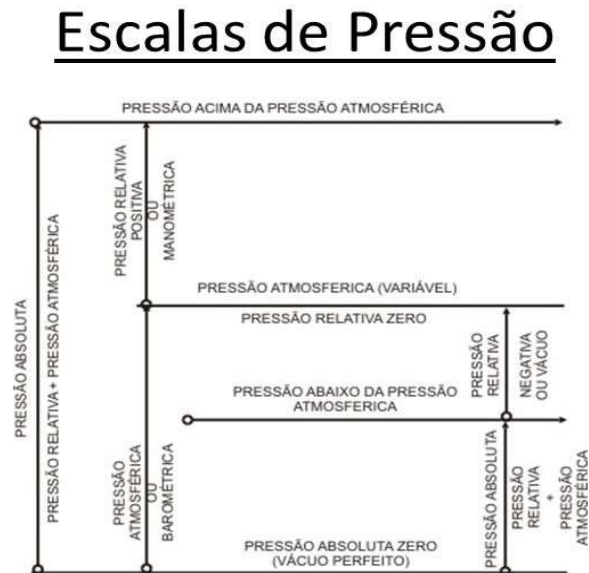 Escalas de Pressão
PRESSÃO ACIMA DA PRESSÃO ATMOSFÉRICA
PRESSÃO ABSOLUTA
PRESSÃO RELATIVA + PRESSÃO ATMOSFÉRICA
PRESSÃO RELATIVA
POSITIVA
OU
MANOMÉTRICA
PRESSÃO ATMOSFERICA (VARIÁVEL)
PRESSÃO RELATIVA ZERO
PRESSÃO
RELATIVA
NEGATIVA
OU VÁCUO
PRESSÃO ABAIXO DA PRESSÃO
ATMOSFERICA
PRESSÃO
ATMOSFÉRICA
OU
BAROMÉTRICA
PRESSÃO ABSOLUTA
PRESSÃO
RELATIVA
+
PRESSÃO
ATMOSFÉRICA
PRESSÃO ABSOLUTA ZERO
(VÁCUO PERFEITO)